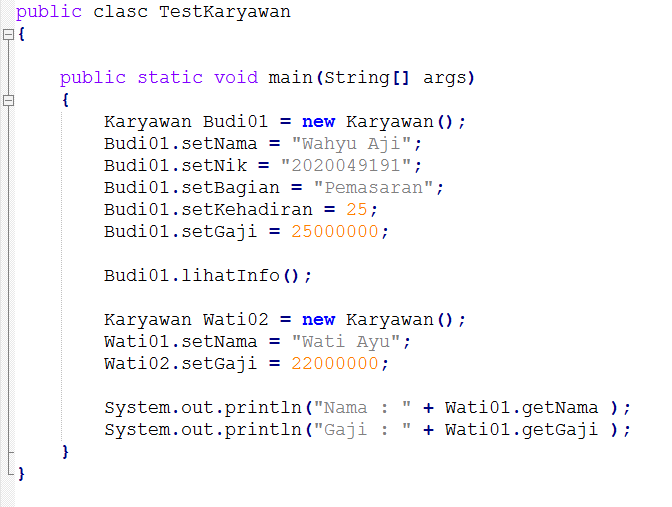 public clasc TestKaryawan
{
public static void main(String[] args)
{
Karyawan Budi01 = new Karyawan();
Budi01.setNama = "Wahyu Aji";
Budi01.setNik = "2020049191";
Budi01.setBagian = "Pemasaran";
Budi01.setKehadiran = 25;
Budi01.setGaji = 25000000;
Budi01.lihatInfo();
Karyawan Wati02 = new Karyawan();
Wati01.setNama = "Wati Ayu";
Wati02.setGaji = 22000000;
System.out.println("Nama : " + Wati01.getNama );
System.out.println("Gaji : " + Wati01.getGaji );
}
}